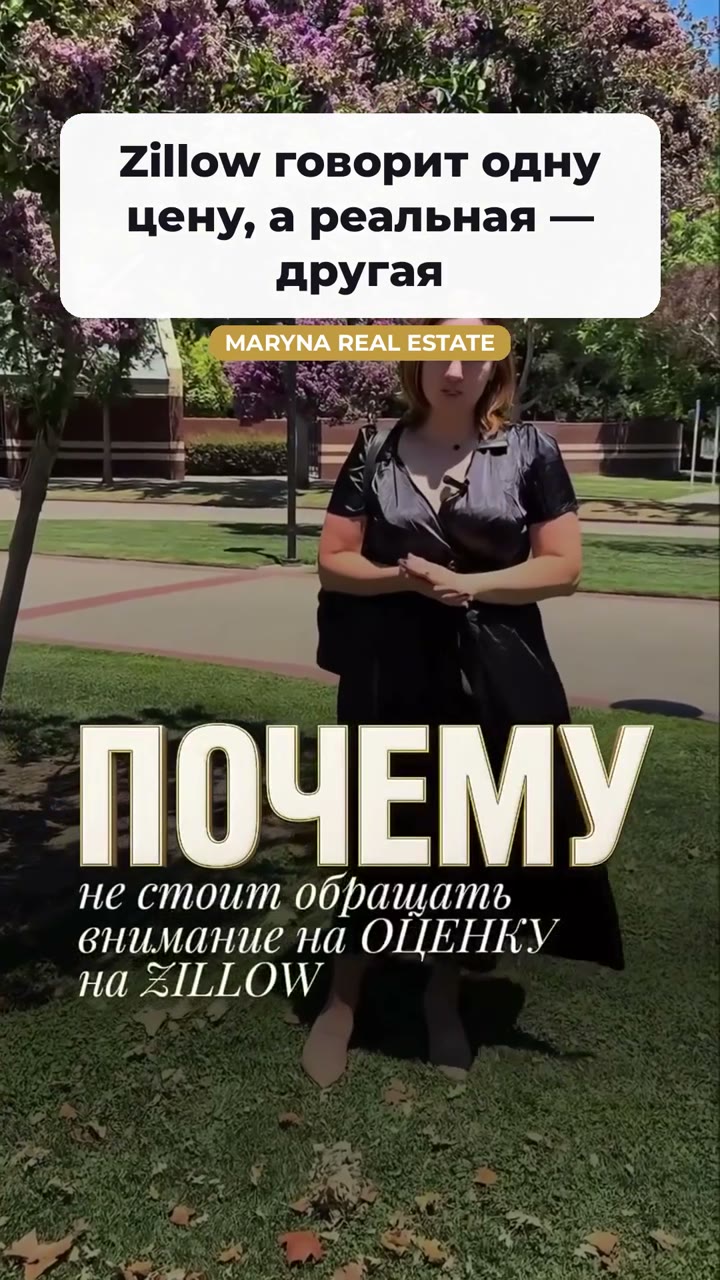 Zillow говорит одну
цену, а реальная —
другая
MARYNA REAL ESTATE
ПОЧЕМУ
не стоит обращать
внимание на ОЦЕНКУ
на ZILLOW